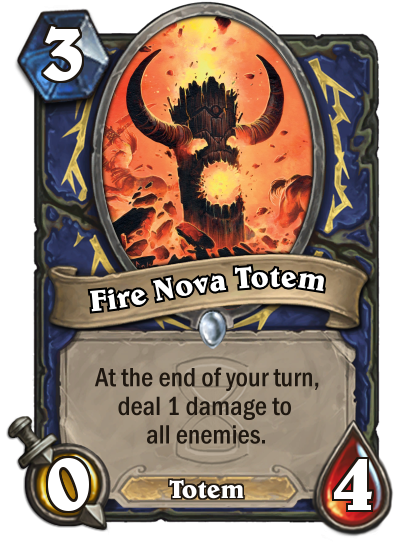 3
Fire Nova Totem
At the end of your turn,
deal 1 damage to
all enemies.
0
Totem
4